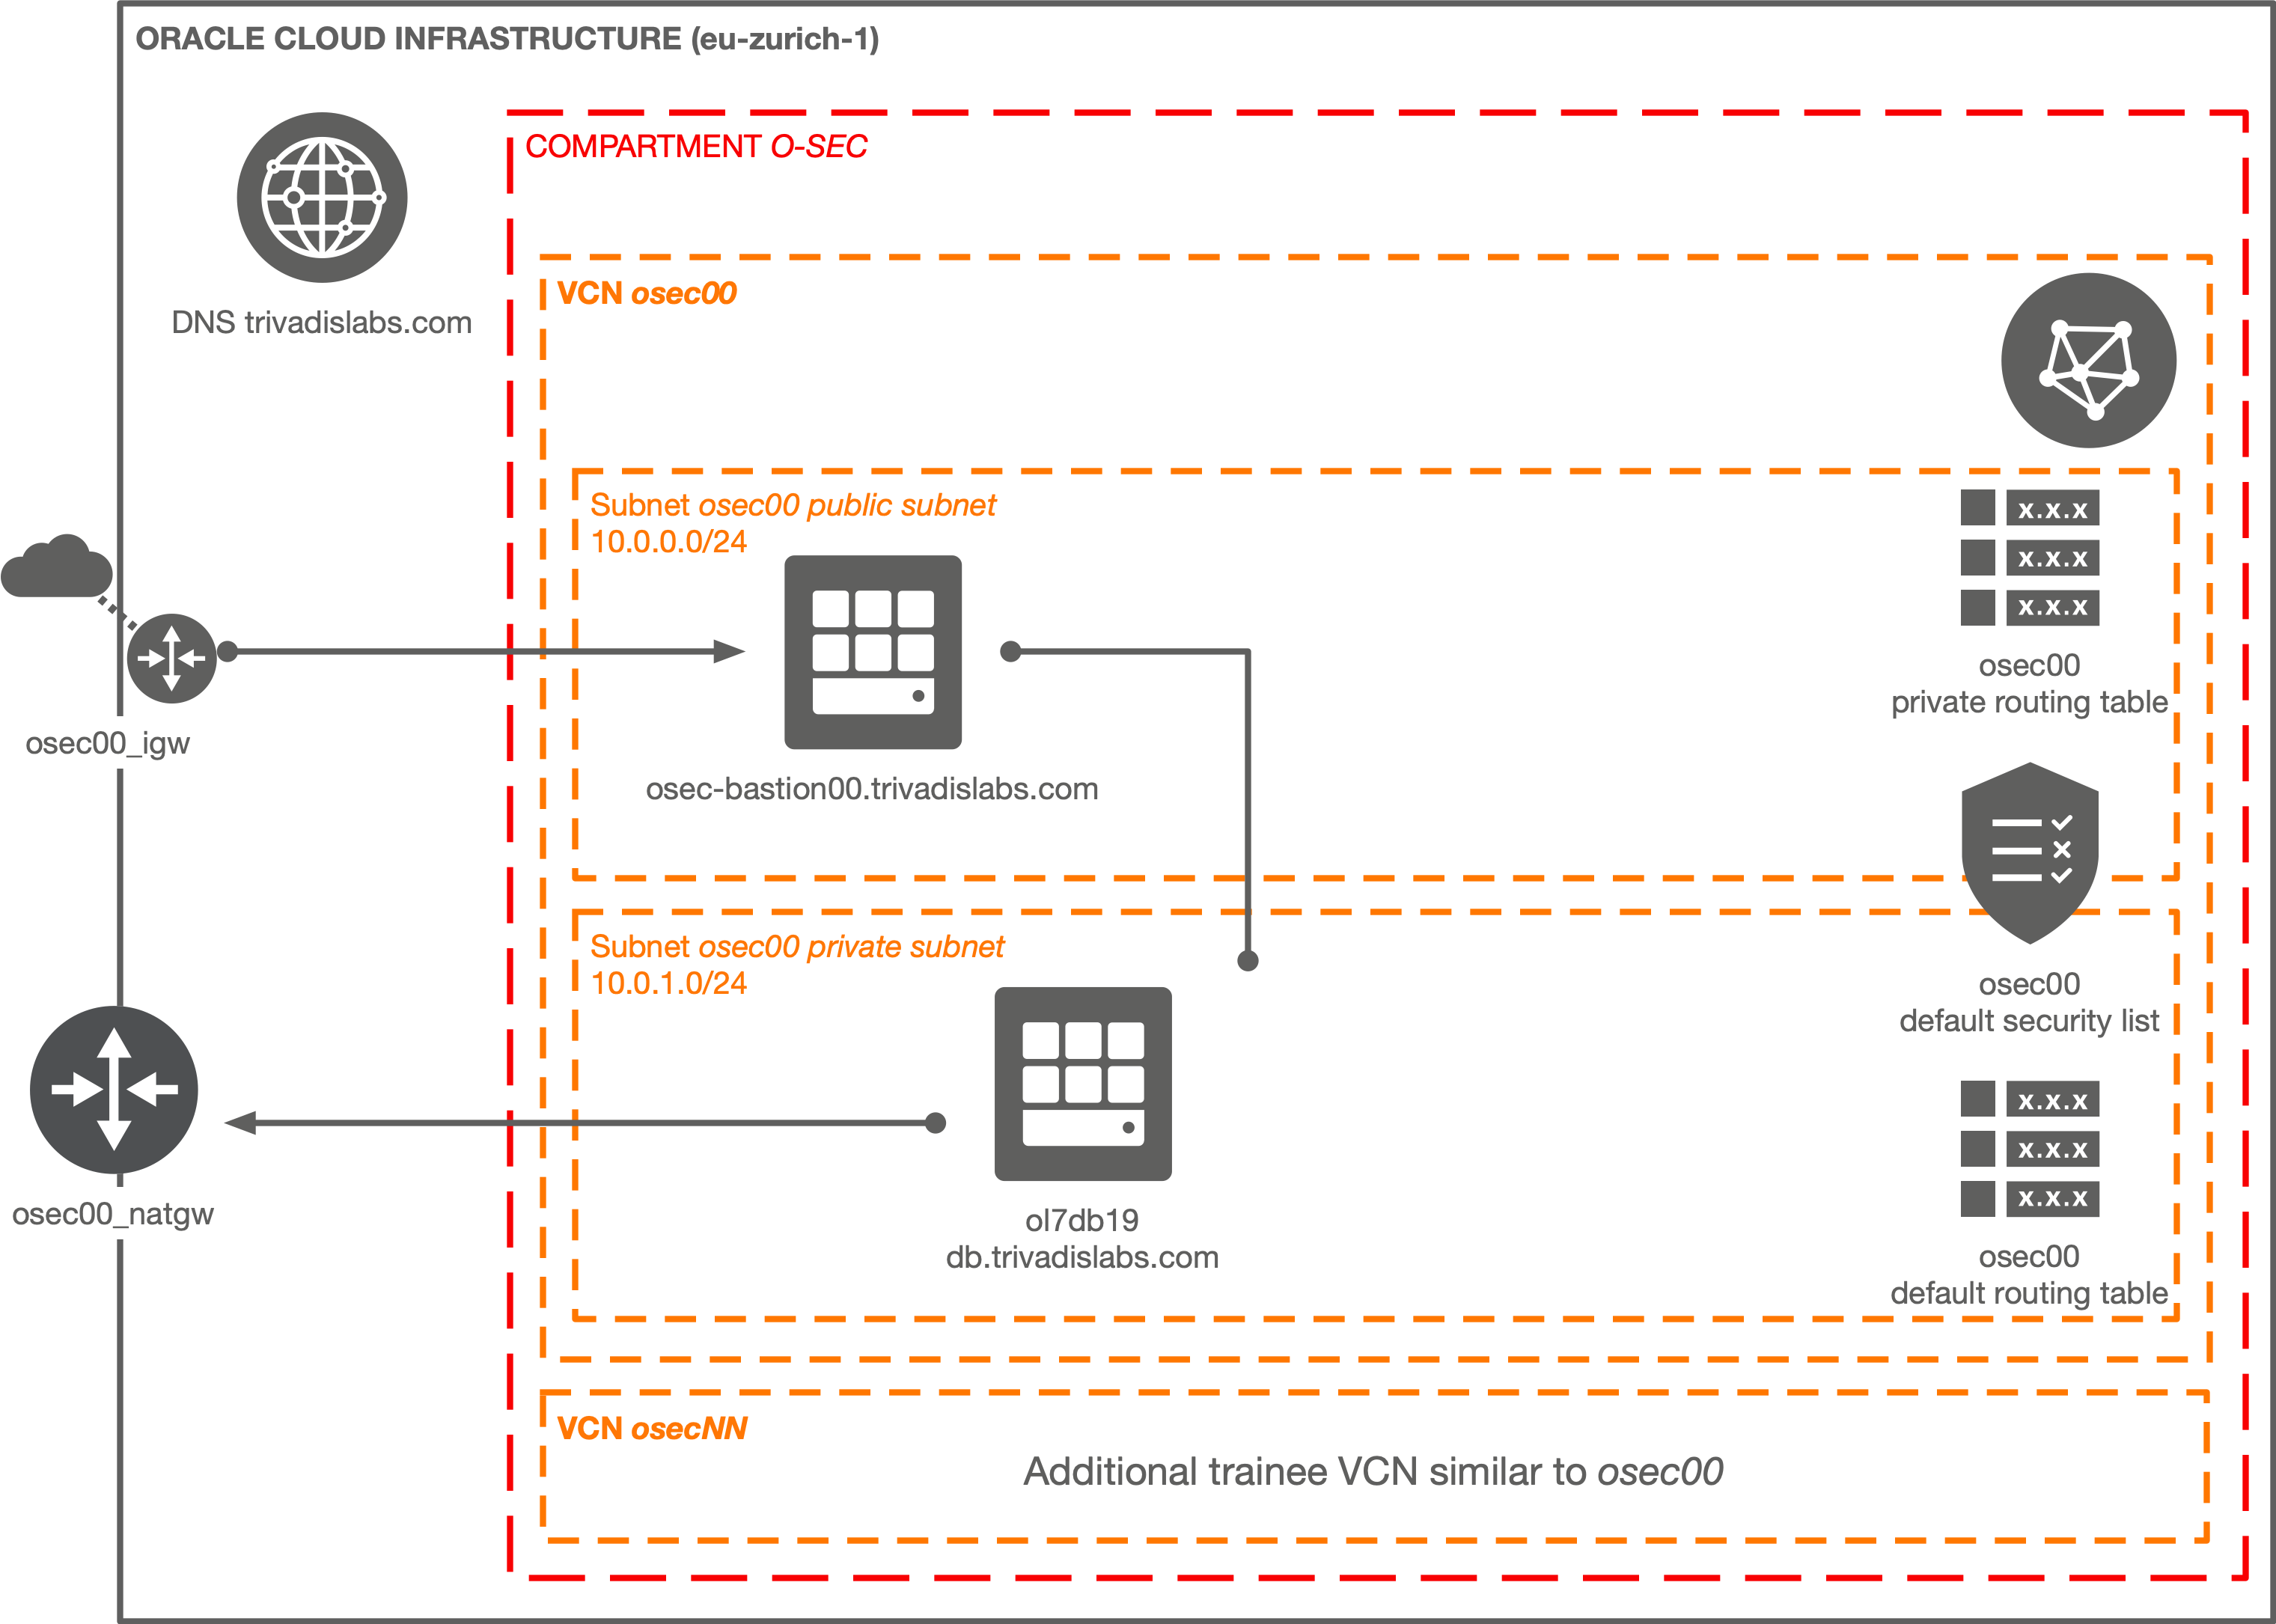 ORACLE CLOUD INFRASTRUCTURE (eu-zurich-1)
COMPARTMENT O-SEC
DNS trivadislabs.com
VCN osec00
Subnet osec00 public subnet
10.0.0.0/24
x.x.x
x.x.x
x.x.x
osec00
private routing table
osec00_igw
osec-bastion00.trivadislabs.com
Subnet osec00 private subnet
10.0.1.0/24
osec00
default security list
x.x.x
x.x.x
x.x.x
osec00
default routing table
osec00_natgw
ol7db19
db.trivadislabs.com
VCN osecNN
Additional trainee VCN similar to osec00